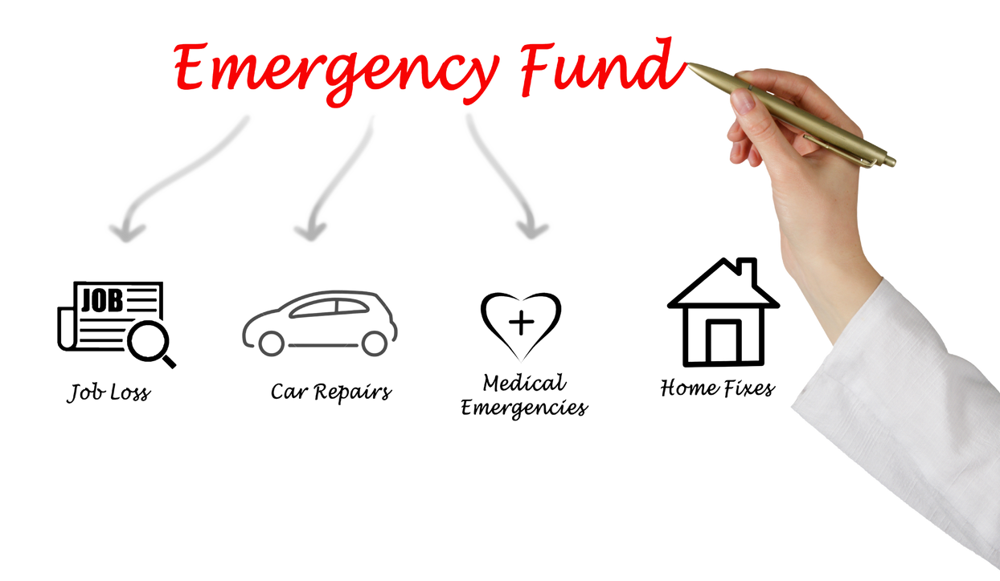 Emergency Fund
JOB
Job Loss
Car Repairs
Medical
Emergencies
Home Fixes